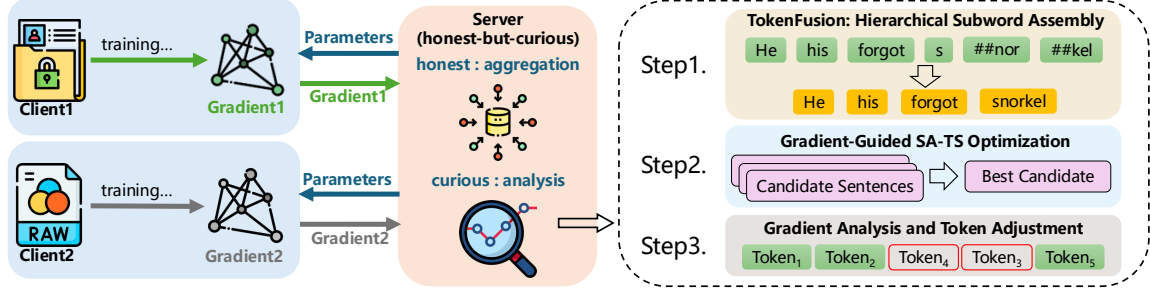 training...
Client1
Gradient1
Parameters
Gradient1
training...
RAW
Client2
Gradient2
Parameters
Gradient2
Server
(honest-but-curious)
honest : aggregation
curious : analysis
Step1.
TokenFusion: Hierarchical Subword Assembly
He his forgot s ##nor ##kel
He his forgot snorkel
Step2.
Gradient-Guided SA-TS Optimization
Candidate Sentences Best Candidate
Step3.
Gradient Analysis and Token Adjustment
Token₁ Token₂ Token₄ Token₃ Token₅